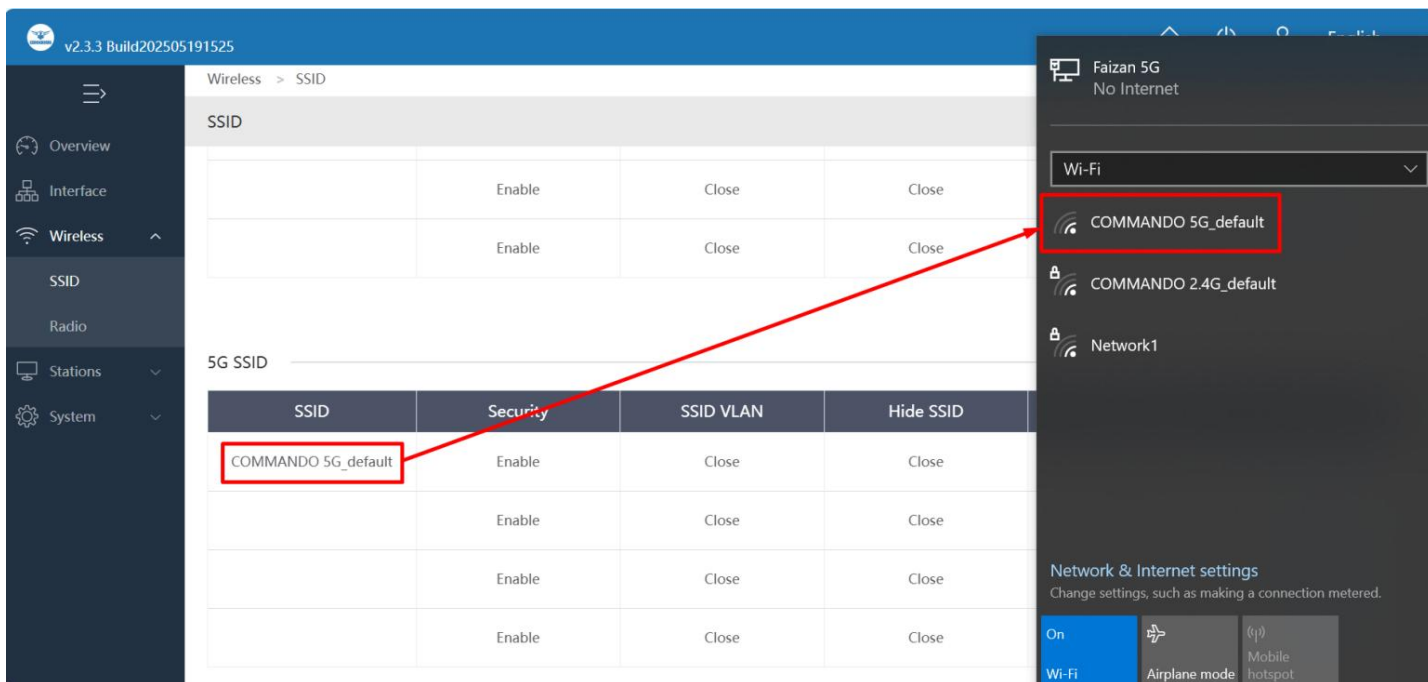 v2.3.3 Build202505191525
Overview
Interface
Wireless
SSID
Radio
Stations
System
Wireless > SSID
SSID
Enable Close Close
Enable Close Close
5G SSID
SSID Security SSID VLAN Hide SSID
COMMANDO 5G_default Enable Close Close
Enable Close Close
Enable Close Close
Enable Close Close
Faizan 5G
No Internet
Wi-Fi
COMMANDO 5G_default
COMMANDO 2.4G_default
Network1
Network & Internet settings
Change settings, such as making a connection metered.
On
Wi-Fi
Airplane mode
Mobile
hotspot